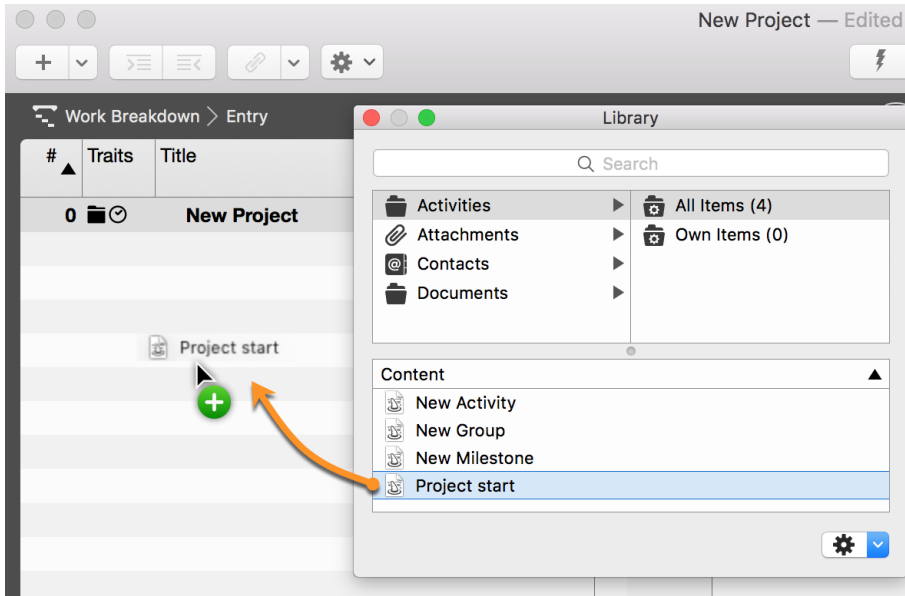 New Project — Edited
Work Breakdown > Entry
Library
# Traits Title
Search
0 New Project
Activities
All Items (4)
Attachments
Own Items (0)
Contacts
Documents
Project start
Content
New Activity
New Group
New Milestone
Project start